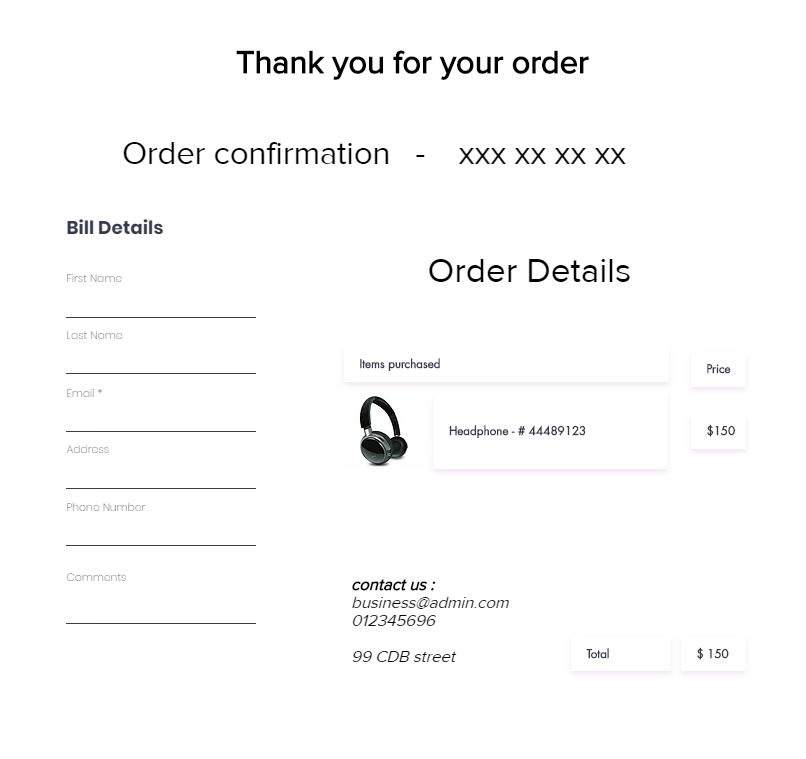 Thank you for your order
Order confirmation - xxx xx xx xx
Bill Details
First Name
Last Name
Email *
Address
Phone Number
Comments
Order Details
Items purchased
Price
Headphone - # 44489123
$150
contact us :
business@admin.com
012345696
99 CDB street
Total
$ 150